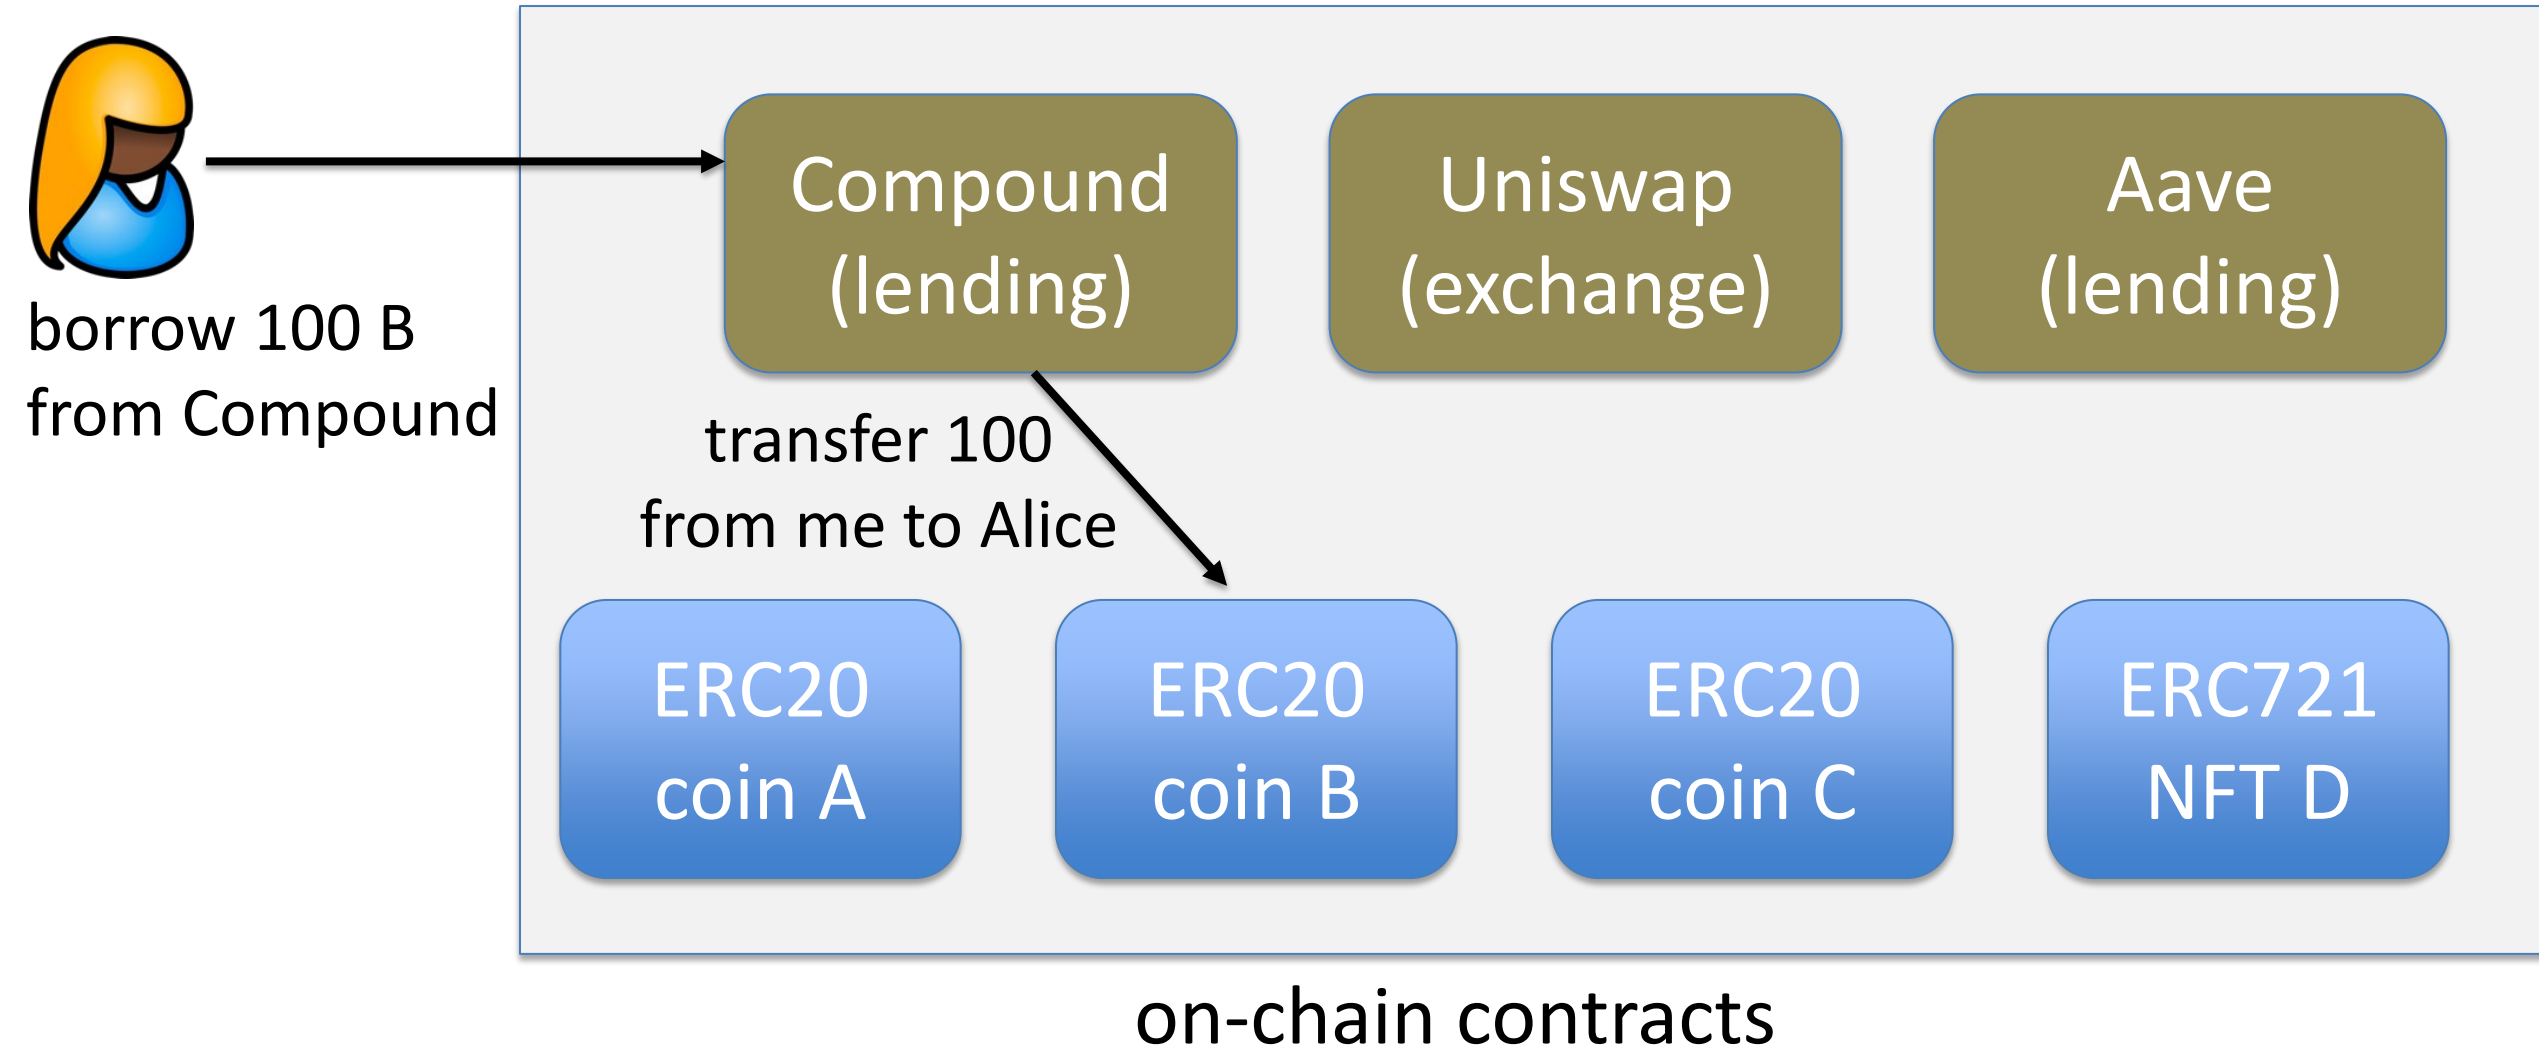 borrow 100 B
from Compound
Compound
(lending)
Uniswap
(exchange)
Aave
(lending)
transfer 100
from me to Alice
ERC20
coin A
ERC20
coin B
ERC20
coin C
ERC721
NFT D
on-chain contracts